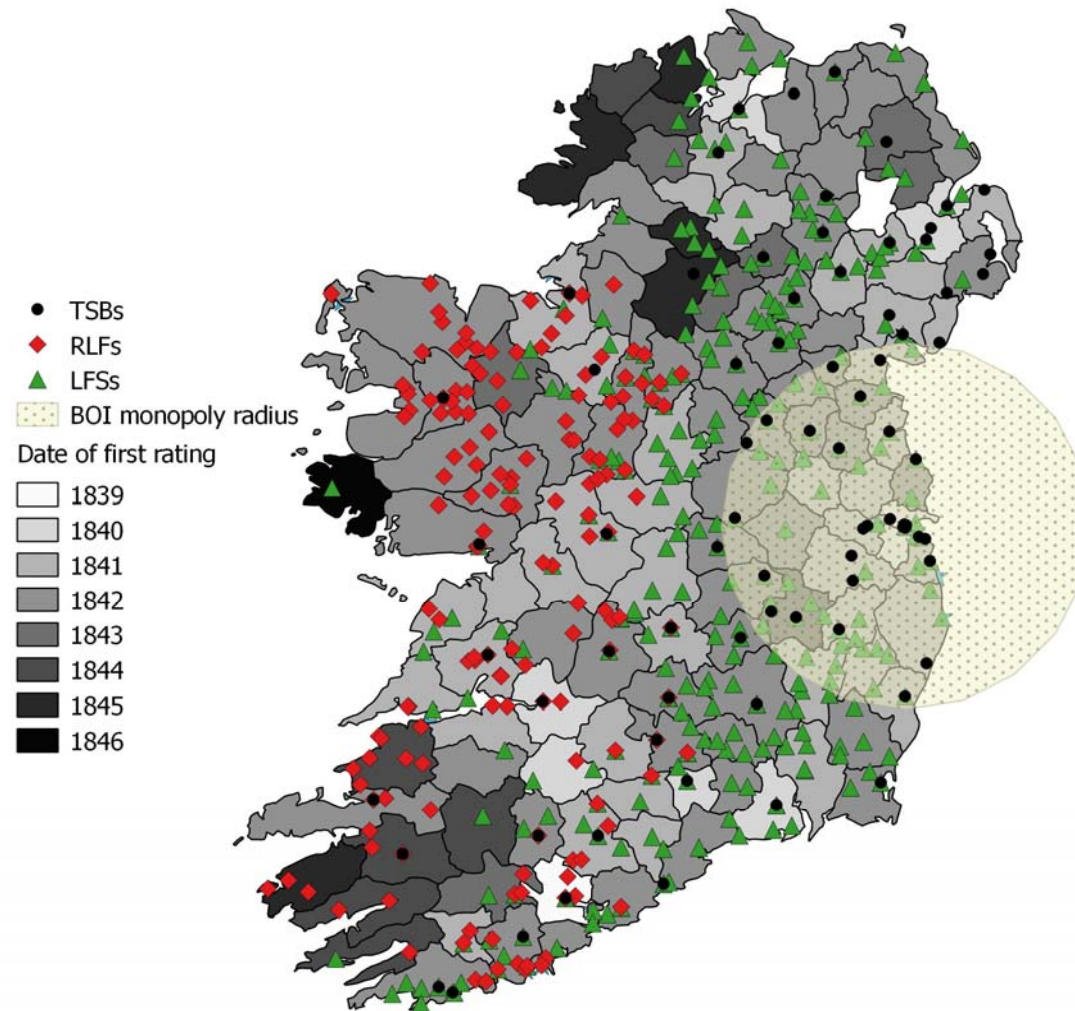 TSBs
RLFs
LFSs
BOI monopoly radius
Date of first rating
1839
1840
1841
1842
1843
1844
1845
1846